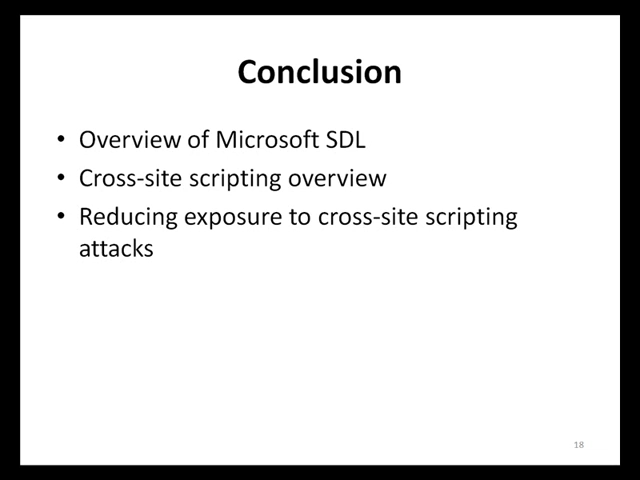 Conclusion
• Overview of Microsoft SDL
• Cross-site scripting overview
• Reducing exposure to cross-site scripting
attacks
18